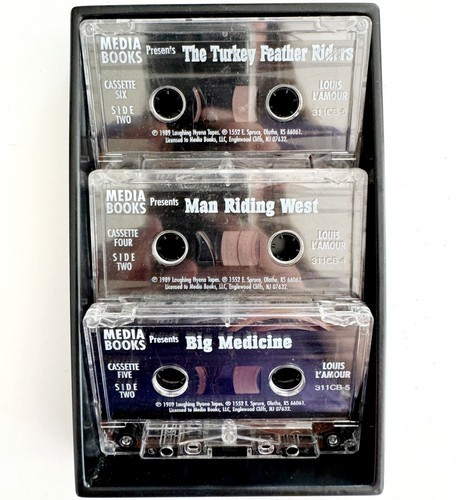 MEDIA BOOKS Presents The Turkey Feather Riders
CASSETTE SIX
SIDE TWO
LOUIS L'AMOUR
311CB-6
℗ 1989 Laughing Hyena Tapes. ℗ 1552 E. Spruce, Olathe, KS 66061.
Licensed to Media Books, LLC, Englewood Cliffs, NJ 07632.
MEDIA BOOKS Presents Man Riding West
CASSETTE FOUR
SIDE TWO
LOUIS L'AMOUR
311CB-4
℗ 1989 Laughing Hyena Tapes. ℗ 1552 E. Spruce, Olathe, KS 66061.
Licensed to Media Books, LLC, Englewood Cliffs, NJ 07632.
MEDIA BOOKS Presents Big Medicine
CASSETTE FIVE
SIDE TWO
LOUIS L'AMOUR
311CB-5
℗ 1989 Laughing Hyena Tapes. ℗ 1552 E. Spruce, Olathe, KS 66061.
Licensed to Media Books, LLC, Englewood Cliffs, NJ 07632.